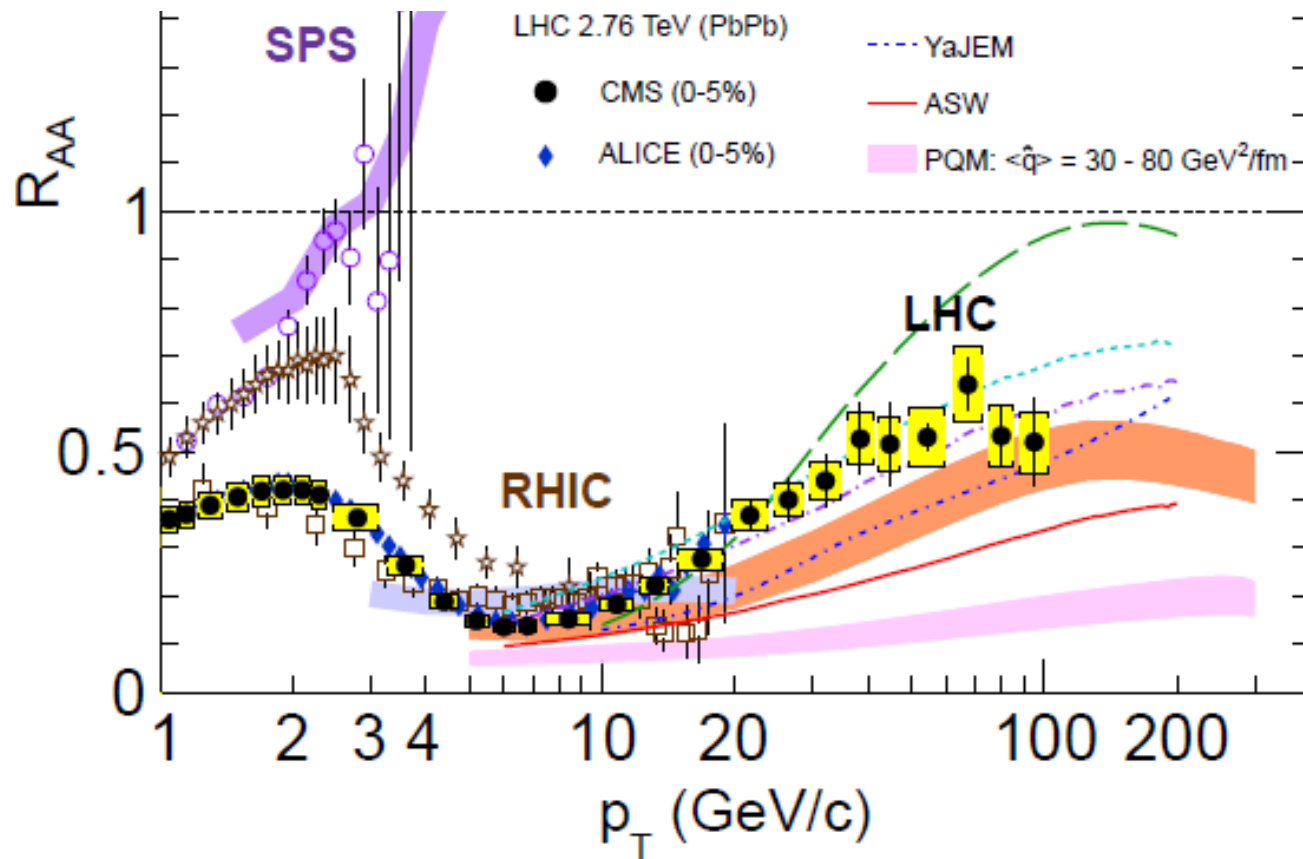 SPS
LHC 2.76 TeV (PbPb)
CMS (0-5%)
ALICE (0-5%)
YaJEM
ASW
PQM: <q̂> = 30 - 80 GeV²/fm
R_AA
1
0.5
0
LHC
RHIC
1 2 3 4 10 20 100 200
p_T (GeV/c)